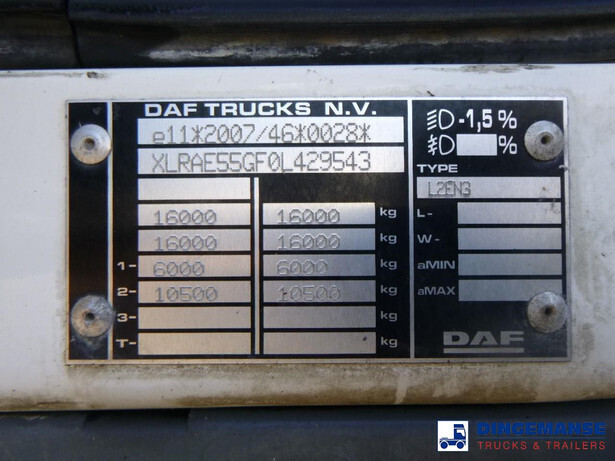 DAF TRUCKS N.V.
e11*2007/46*0028*
XLRAE55GF0L429543
16000 16000 kg
16000 16000 kg
1- 6000 6000 kg
2- 10500 10500 kg
3- kg
T- kg
-1,5%
%
TYPE
L2EN3
L-
W-
aMIN
aMAX
DAF
DINGEMANSE
TRUCKS & TRAILERS